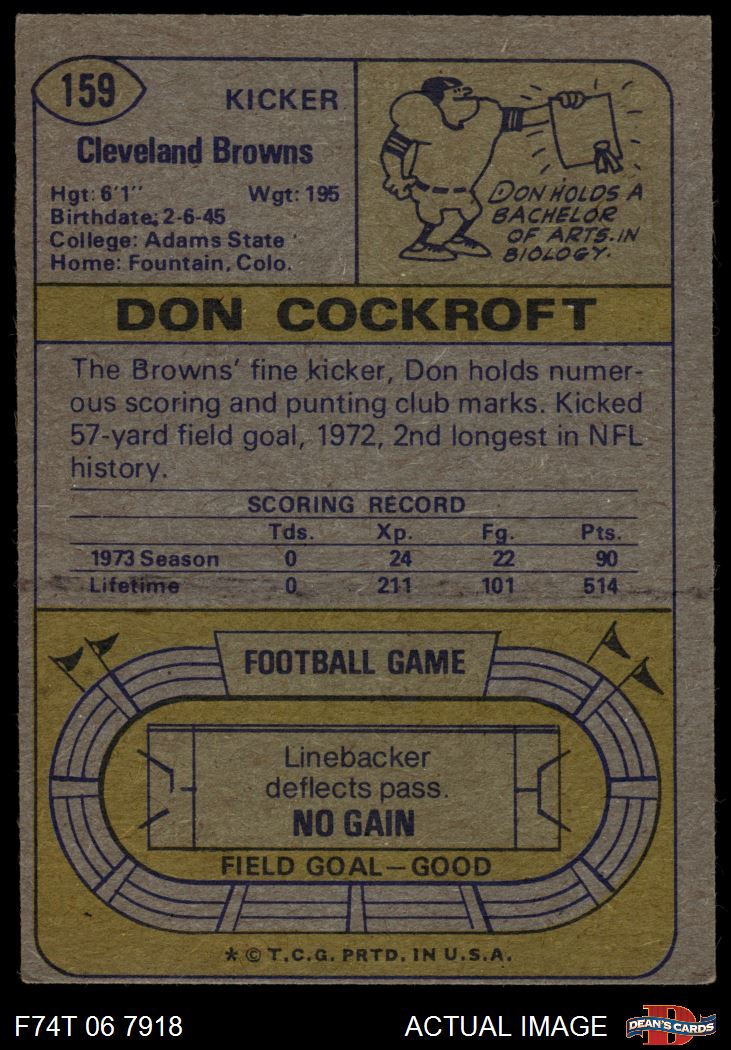 159
KICKER
Cleveland Browns
Hgt: 6'1" Wgt: 195
Birthdate: 2-6-45
College: Adams State
Home: Fountain, Colo.
DON HOLDS A
BACHELOR
OF ARTS. IN
BIOLOGY.
DON COCKROFT
The Browns' fine kicker, Don holds numer-
ous scoring and punting club marks. Kicked
57-yard field goal, 1972, 2nd longest in NFL
history.
SCORING RECORD
Tds. Xp. Fg. Pts.
1973 Season 0 24 22 90
Lifetime 0 211 101 514
FOOTBALL GAME
Linebacker
deflects pass.
NO GAIN
FIELD GOAL—GOOD
* © T.C.G. PRTD. IN U.S.A.
F74T 06 7918 ACTUAL IMAGE
D
DEAN'S CARDS